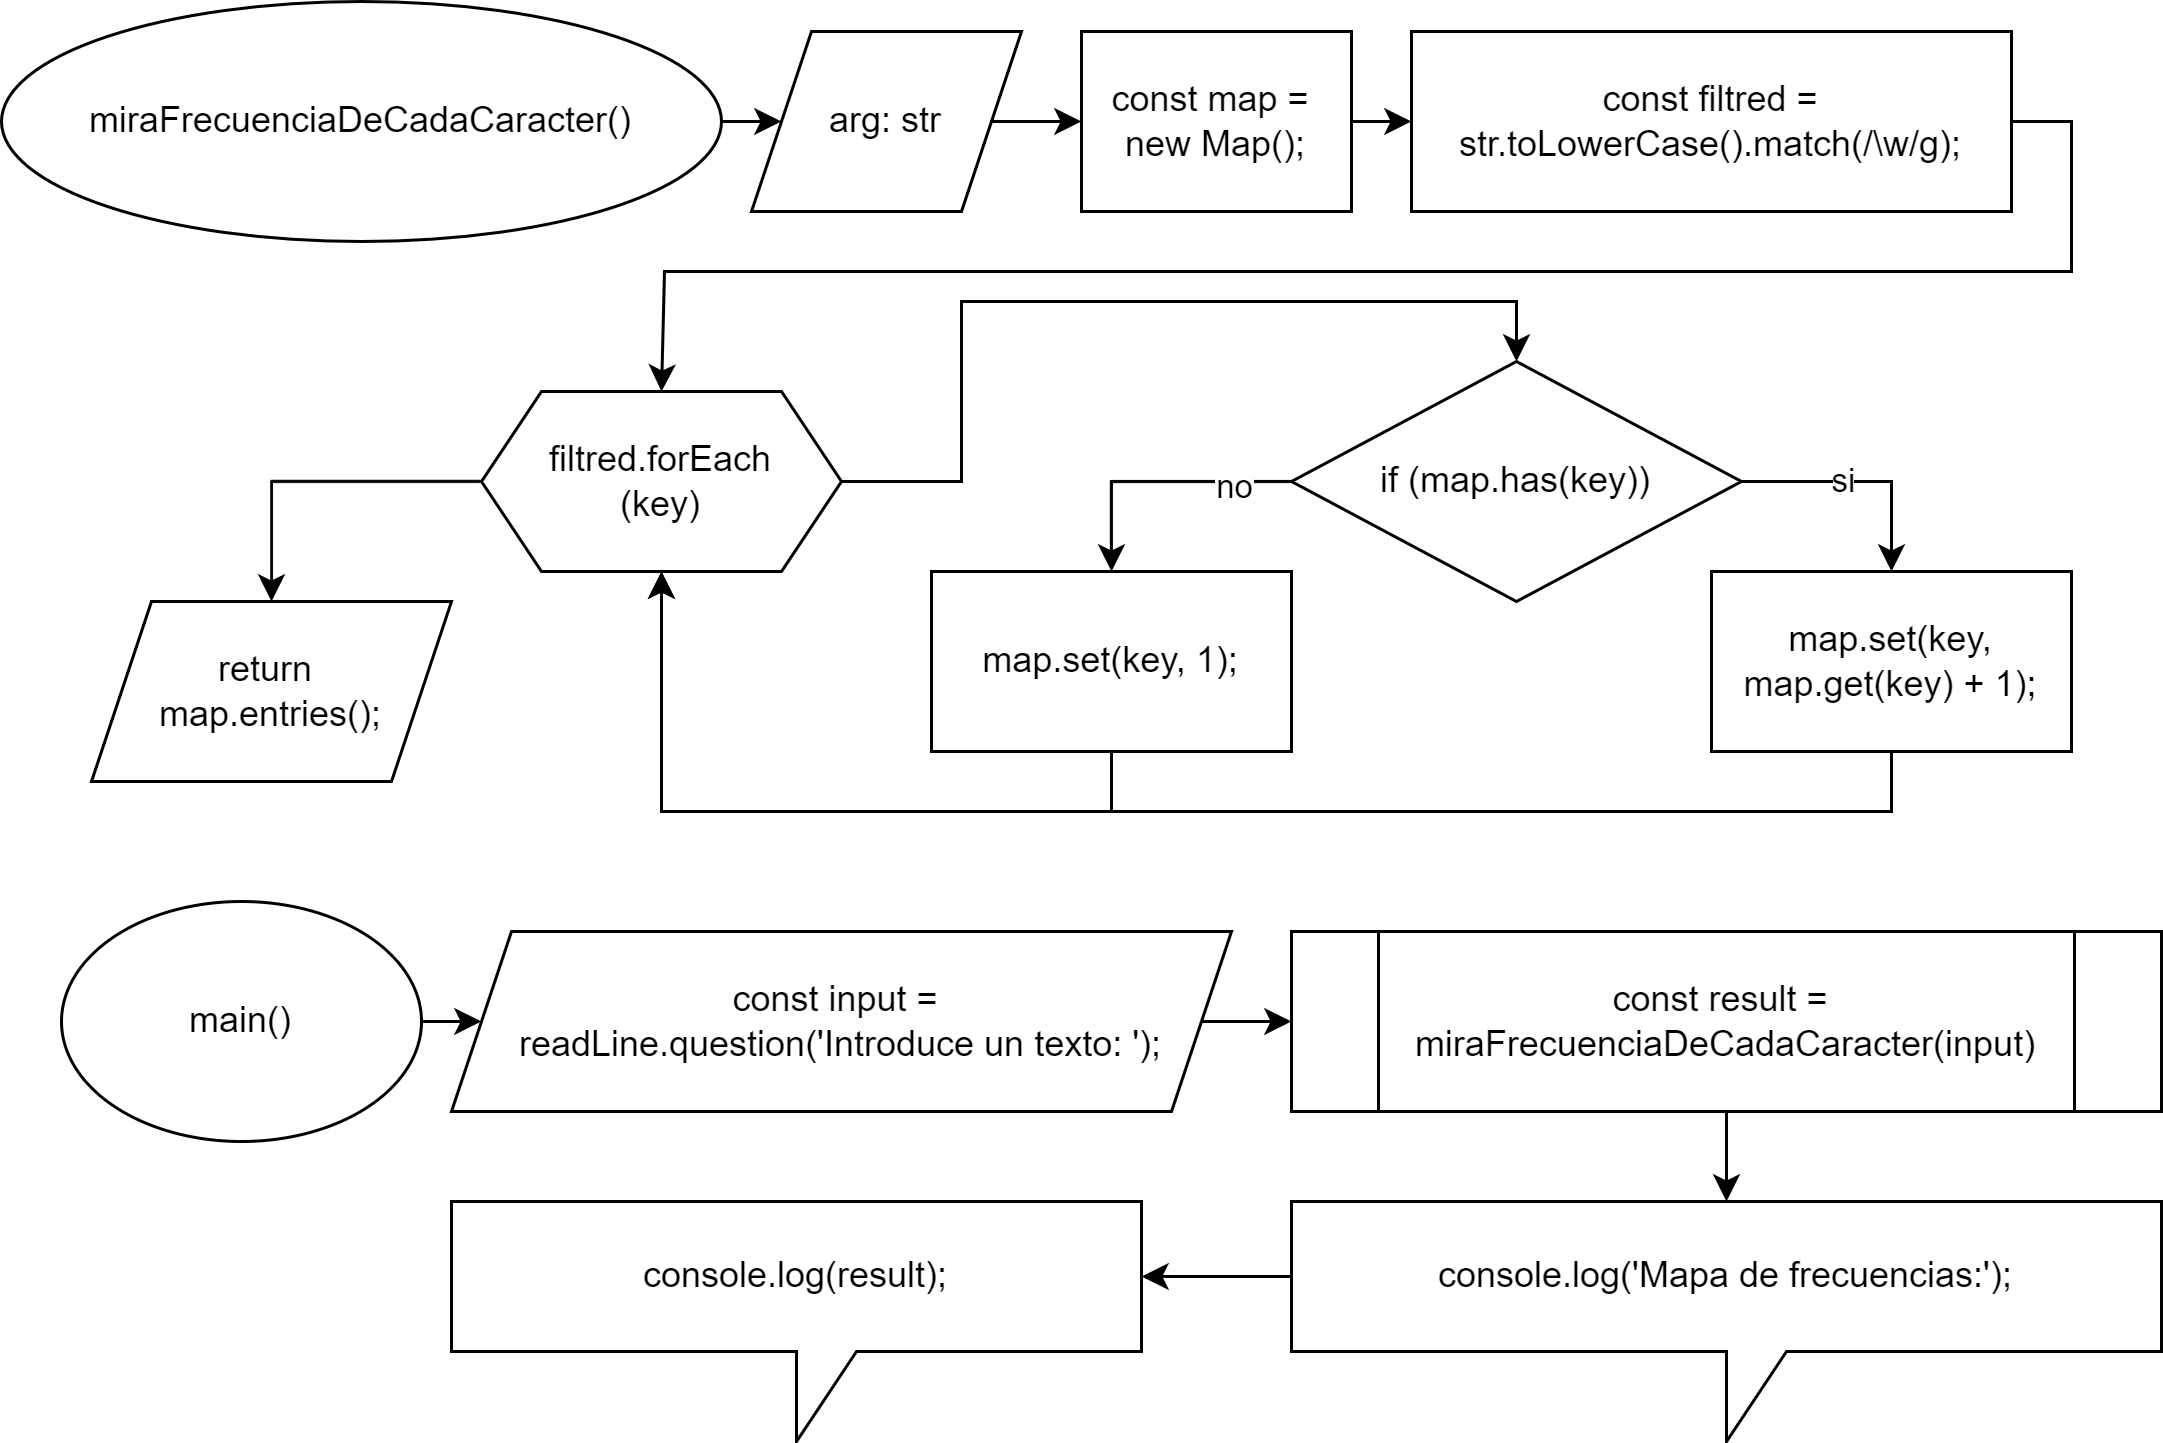 miraFrecuenciaDeCadaCaracter()
arg: str
const map =
new Map();
const filtred =
str.toLowerCase().match(/\w/g);
filtred.forEach
(key)
if (map.has(key))
no
si
return
map.entries();
map.set(key, 1);
map.set(key,
map.get(key) + 1);
main()
const input =
readLine.question('Introduce un texto: ');
const result =
miraFrecuenciaDeCadaCaracter(input)
console.log(result);
console.log('Mapa de frecuencias:');